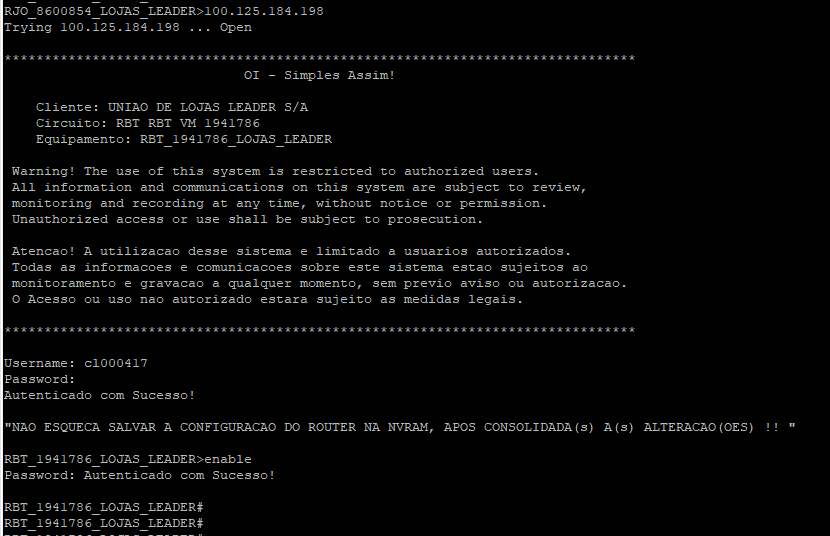 RJO_8600854_LOJAS_LEADER>100.125.184.198
Trying 100.125.184.198 ... Open
*******************************************************************************
OI - Simples Assim!
Cliente: UNIAO DE LOJAS LEADER S/A
Circuito: RBT RBT VM 1941786
Equipamento: RBT_1941786_LOJAS_LEADER
Warning! The use of this system is restricted to authorized users.
All information and communications on this system are subject to review,
monitoring and recording at any time, without notice or permission.
Unauthorized access or use shall be subject to prosecution.
Atencao! A utilizacao desse sistema e limitado a usuarios autorizados.
Todas as informacoes e comunicacoes sobre este sistema estao sujeitos ao
monitoramento e gravacao a qualquer momento, sem previo aviso ou autorizacao.
O Acesso ou uso nao autorizado estara sujeito as medidas legais.
*******************************************************************************
Username: cl000417
Password:
Autenticado com Sucesso!
"NAO ESQUECA SALVAR A CONFIGURACAO DO ROUTER NA NVRAM, APOS CONSOLIDADA(s) A(s) ALTERACAO(OES) !! "
RBT_1941786_LOJAS_LEADER>enable
Password: Autenticado com Sucesso!
RBT_1941786_LOJAS_LEADER#
RBT_1941786_LOJAS_LEADER#